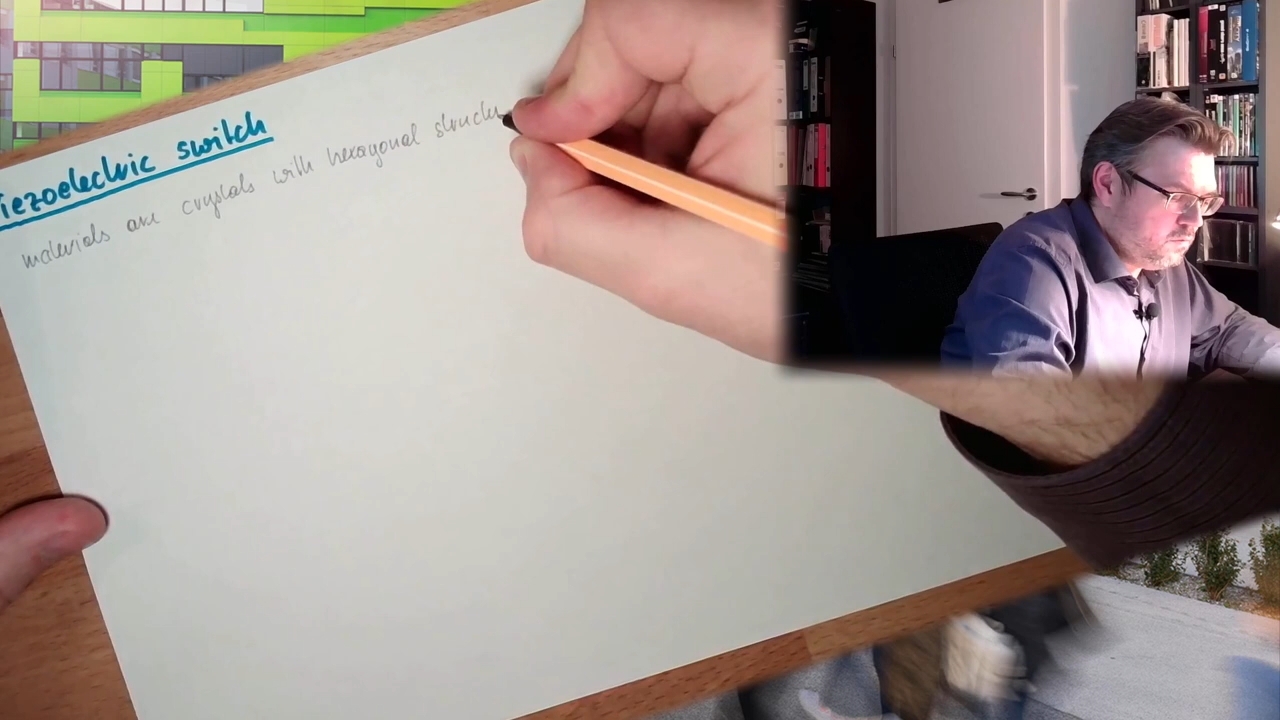 iezoelectric switch
materials are crystals with hexagonal structu